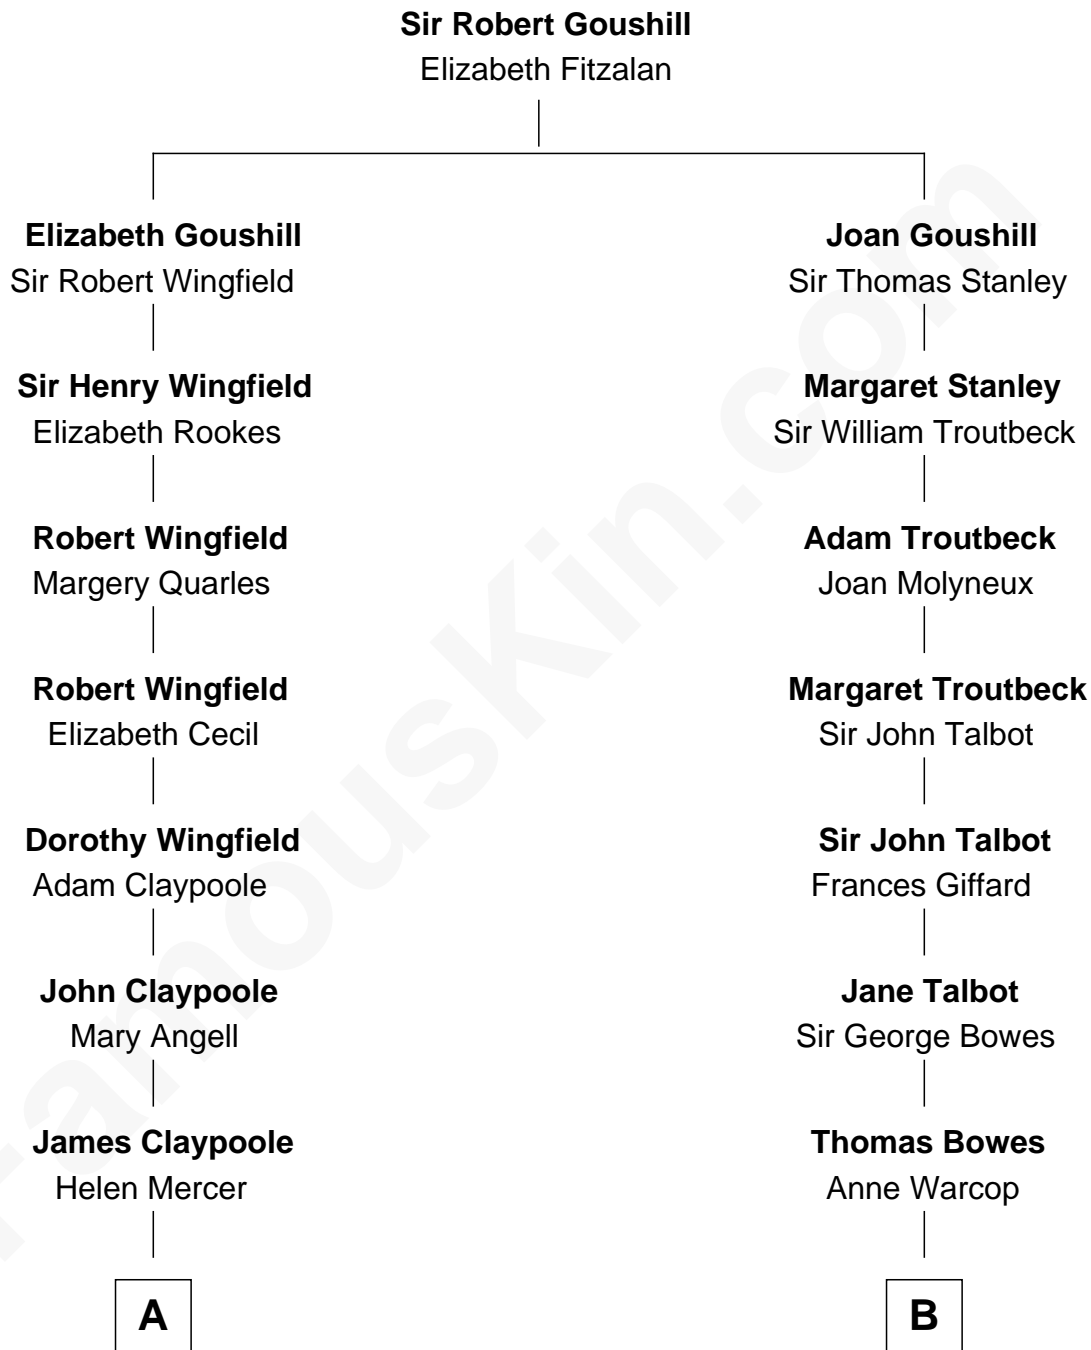 Sir Robert Goushill
Elizabeth Fitzalan
Elizabeth Goushill
Sir Robert Wingfield
Joan Goushill
Sir Thomas Stanley
Sir Henry Wingfield
Elizabeth Rookes
Margaret Stanley
Sir William Troutbeck
Robert Wingfield
Margery Quarles
Adam Troutbeck
Joan Molyneux
Robert Wingfield
Elizabeth Cecil
Margaret Troutbeck
Sir John Talbot
Dorothy Wingfield
Adam Claypoole
Sir John Talbot
Frances Giffard
John Claypoole
Mary Angell
Jane Talbot
Sir George Bowes
James Claypoole
Helen Mercer
Thomas Bowes
Anne Warcop
A
B
FamousKin.com